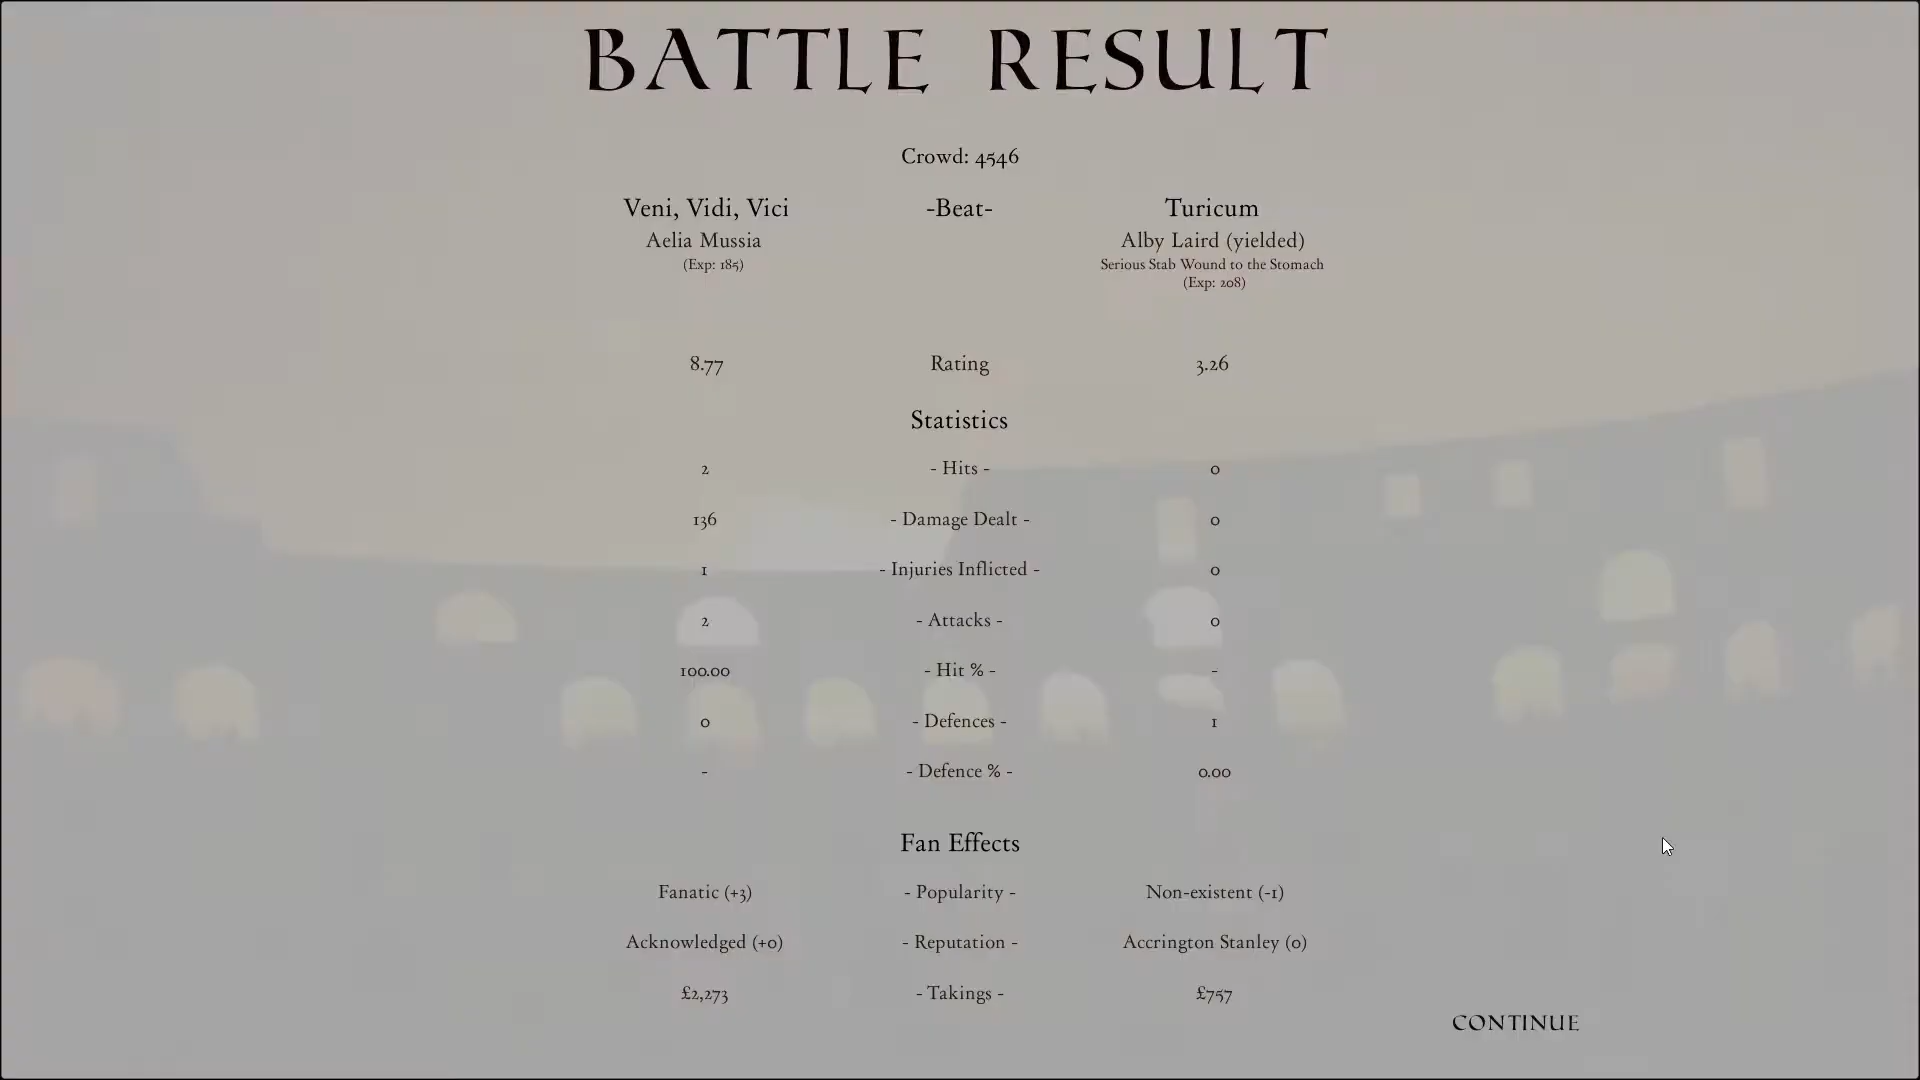 BATTLE RESULT
Crowd: 4546
Veni, Vidi, Vici -Beat- Turicum
Aelia Mussia Alby Laird (yielded)
(Exp: 185) Serious Stab Wound to the Stomach
(Exp: 208)
8.77 Rating 3.26
Statistics
2 - Hits - 0
136 - Damage Dealt - 0
1 - Injuries Inflicted - 0
2 - Attacks - 0
100.00 - Hit % - -
0 - Defences - 1
- - Defence % - 0.00
Fan Effects
Fanatic (+3) - Popularity - Non-existent (-1)
Acknowledged (+0) - Reputation - Accrington Stanley (0)
£2,273 - Takings - £757
CONTINUE